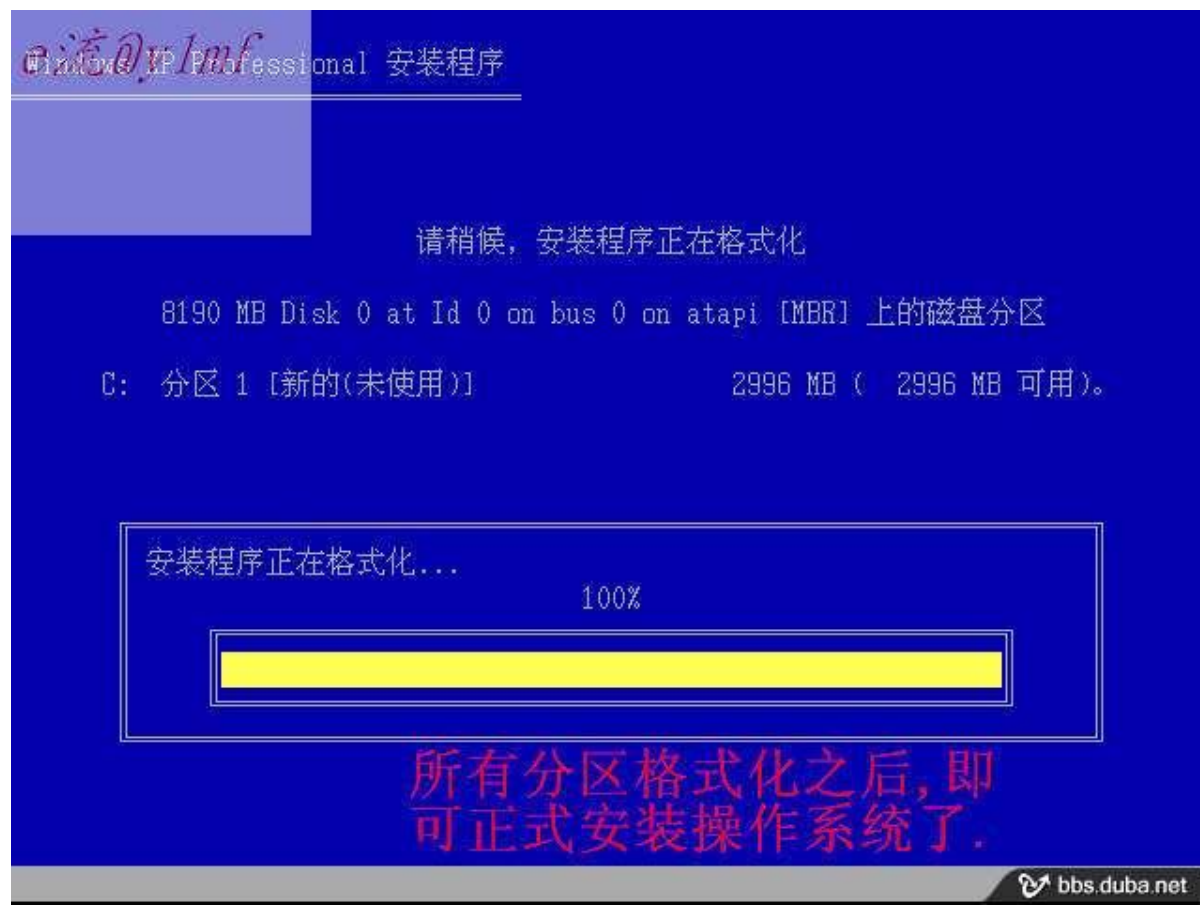 e流@ylmf
Windows XP Professional 安装程序
请稍候，安装程序正在格式化
8190 MB Disk 0 at Id 0 on bus 0 on atapi [MBR] 上的磁盘分区
C: 分区 1 [新的(未使用)] 2996 MB ( 2996 MB 可用)。
安装程序正在格式化...
100%
所有分区格式化之后,即
可正式安装操作系统了.
bbs.duba.net